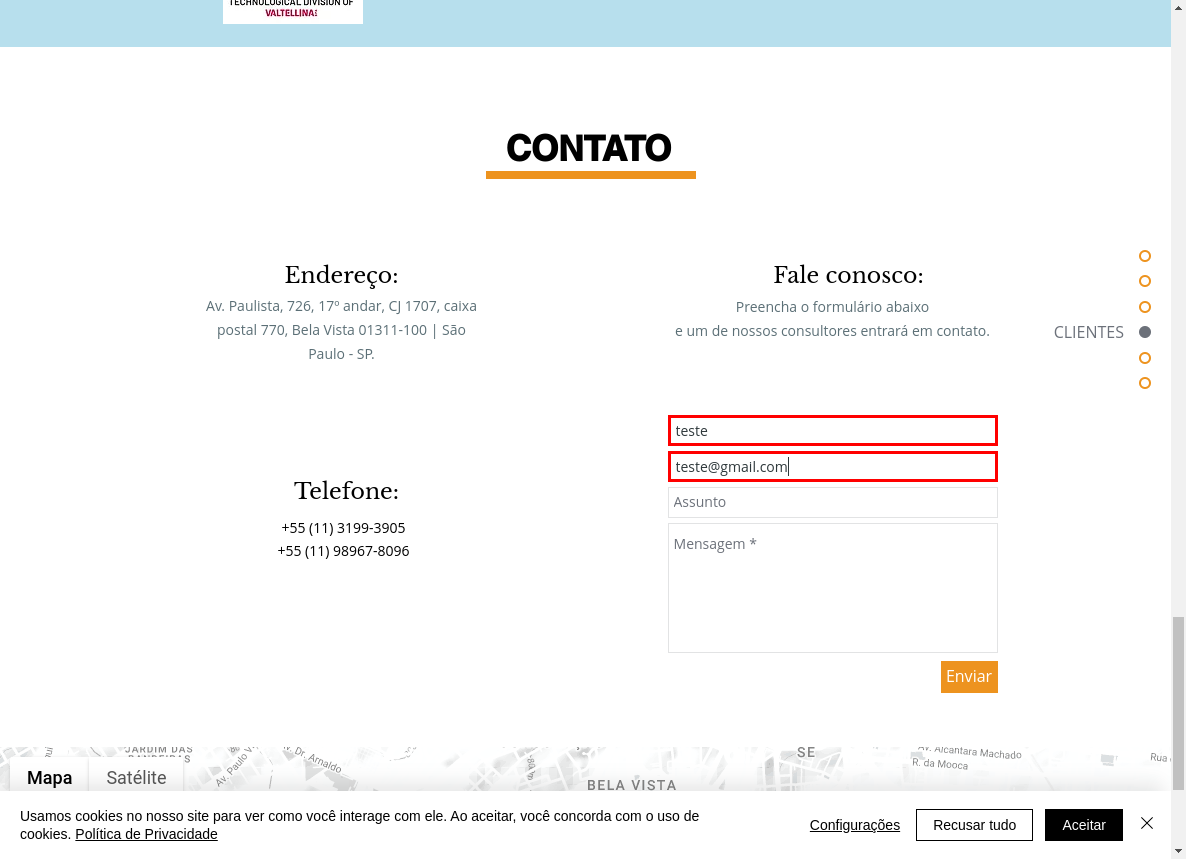 TECHNOLOGICAL DIVISION OF
VALTELLINA
CONTATO
Endereço:
Av. Paulista, 726, 17º andar, CJ 1707, caixa
postal 770, Bela Vista 01311-100 | São
Paulo - SP.
Fale conosco:
Preencha o formulário abaixo
e um de nossos consultores entrará em contato.
CLIENTES
teste
teste@gmail.com
Assunto
Mensagem *
Enviar
Telefone:
+55 (11) 3199-3905
+55 (11) 98967-8096
JARDIM DAS
BANDEIRAS
Av. Dr. Arnaldo
SE
Av. Alcantara Machado
R. da Mooca
Rua
BELA VISTA
Mapa
Satélite
Usamos cookies no nosso site para ver como você interage com ele. Ao aceitar, você concorda com o uso de
cookies. Política de Privacidade
Configurações
Recusar tudo
Aceitar